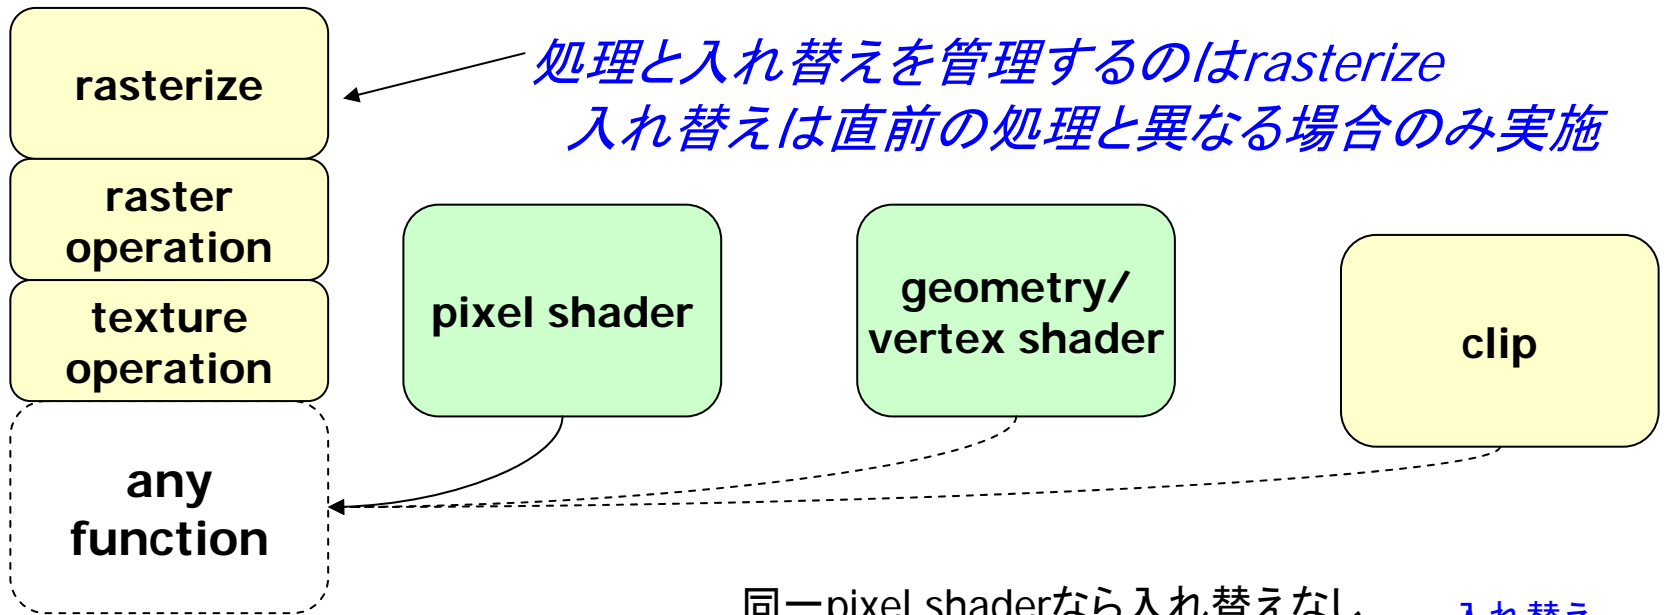 rasterize
処理と入れ替えを管理するのはrasterize
入れ替えは直前の処理と異なる場合のみ実施
raster
operation
texture
operation
pixel shader
geometry/
vertex shader
clip
any
function
同一pixel shaderなら入れ替えなし
入れ替え